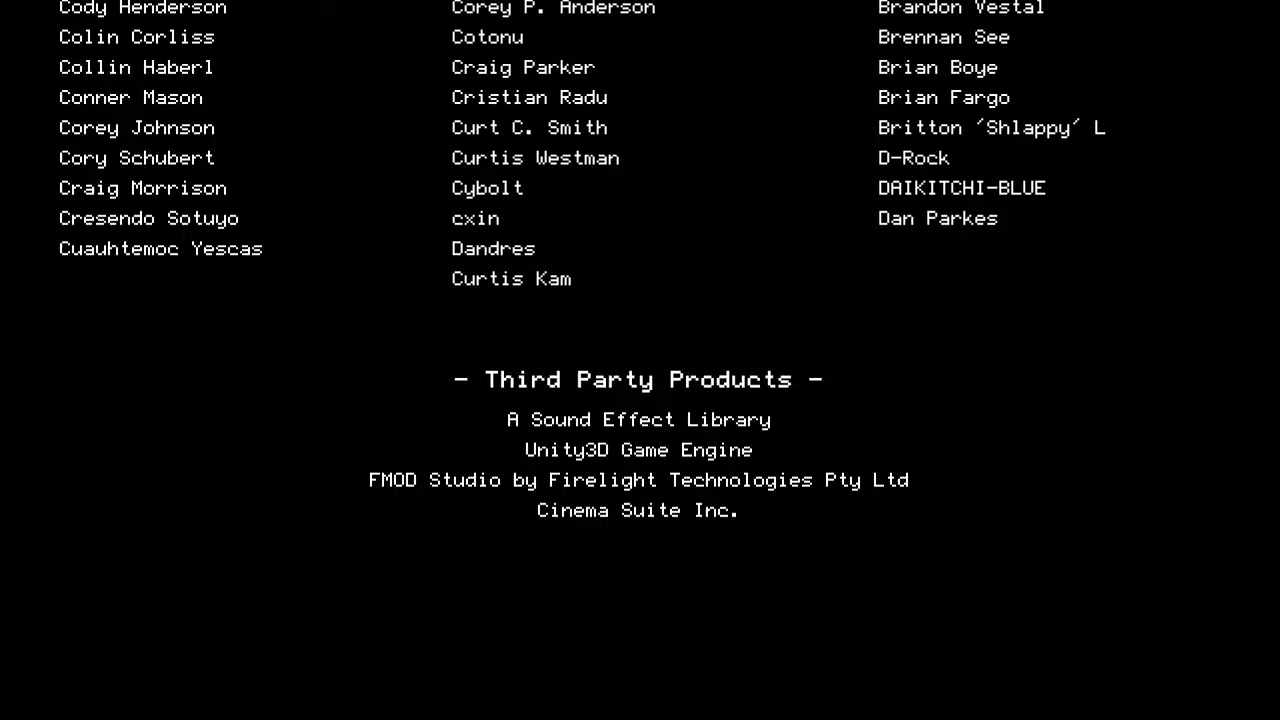 Cody Henderson
Colin Corliss
Collin Haberl
Conner Mason
Corey Johnson
Cory Schubert
Craig Morrison
Cresendo Sotuyo
Cuauhtemoc Yescas
Corey P. Anderson
Cotonu
Craig Parker
Cristian Radu
Curt C. Smith
Curtis Westman
Cybolt
cxin
Dandres
Curtis Kam
Brandon Vestal
Brennan See
Brian Boye
Brian Fargo
Britton ´Shlappy´ L
D-Rock
DAIKITCHI-BLUE
Dan Parkes
- Third Party Products -
A Sound Effect Library
Unity3D Game Engine
FMOD Studio by Firelight Technologies Pty Ltd
Cinema Suite Inc.